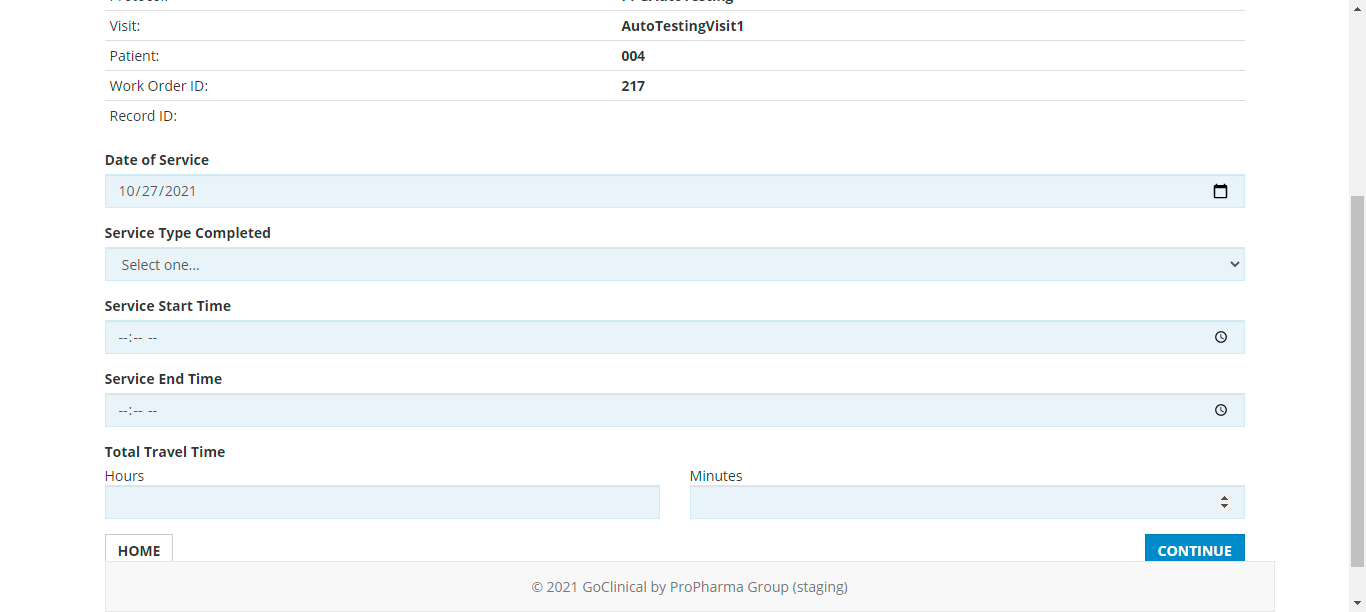 Visit: AutoTestingVisit1
Patient: 004
Work Order ID: 217
Record ID:
Date of Service
10/27/2021
Service Type Completed
Select one...
Service Start Time
--:-- --
Service End Time
--:-- --
Total Travel Time
Hours Minutes
HOME CONTINUE
© 2021 GoClinical by ProPharma Group (staging)